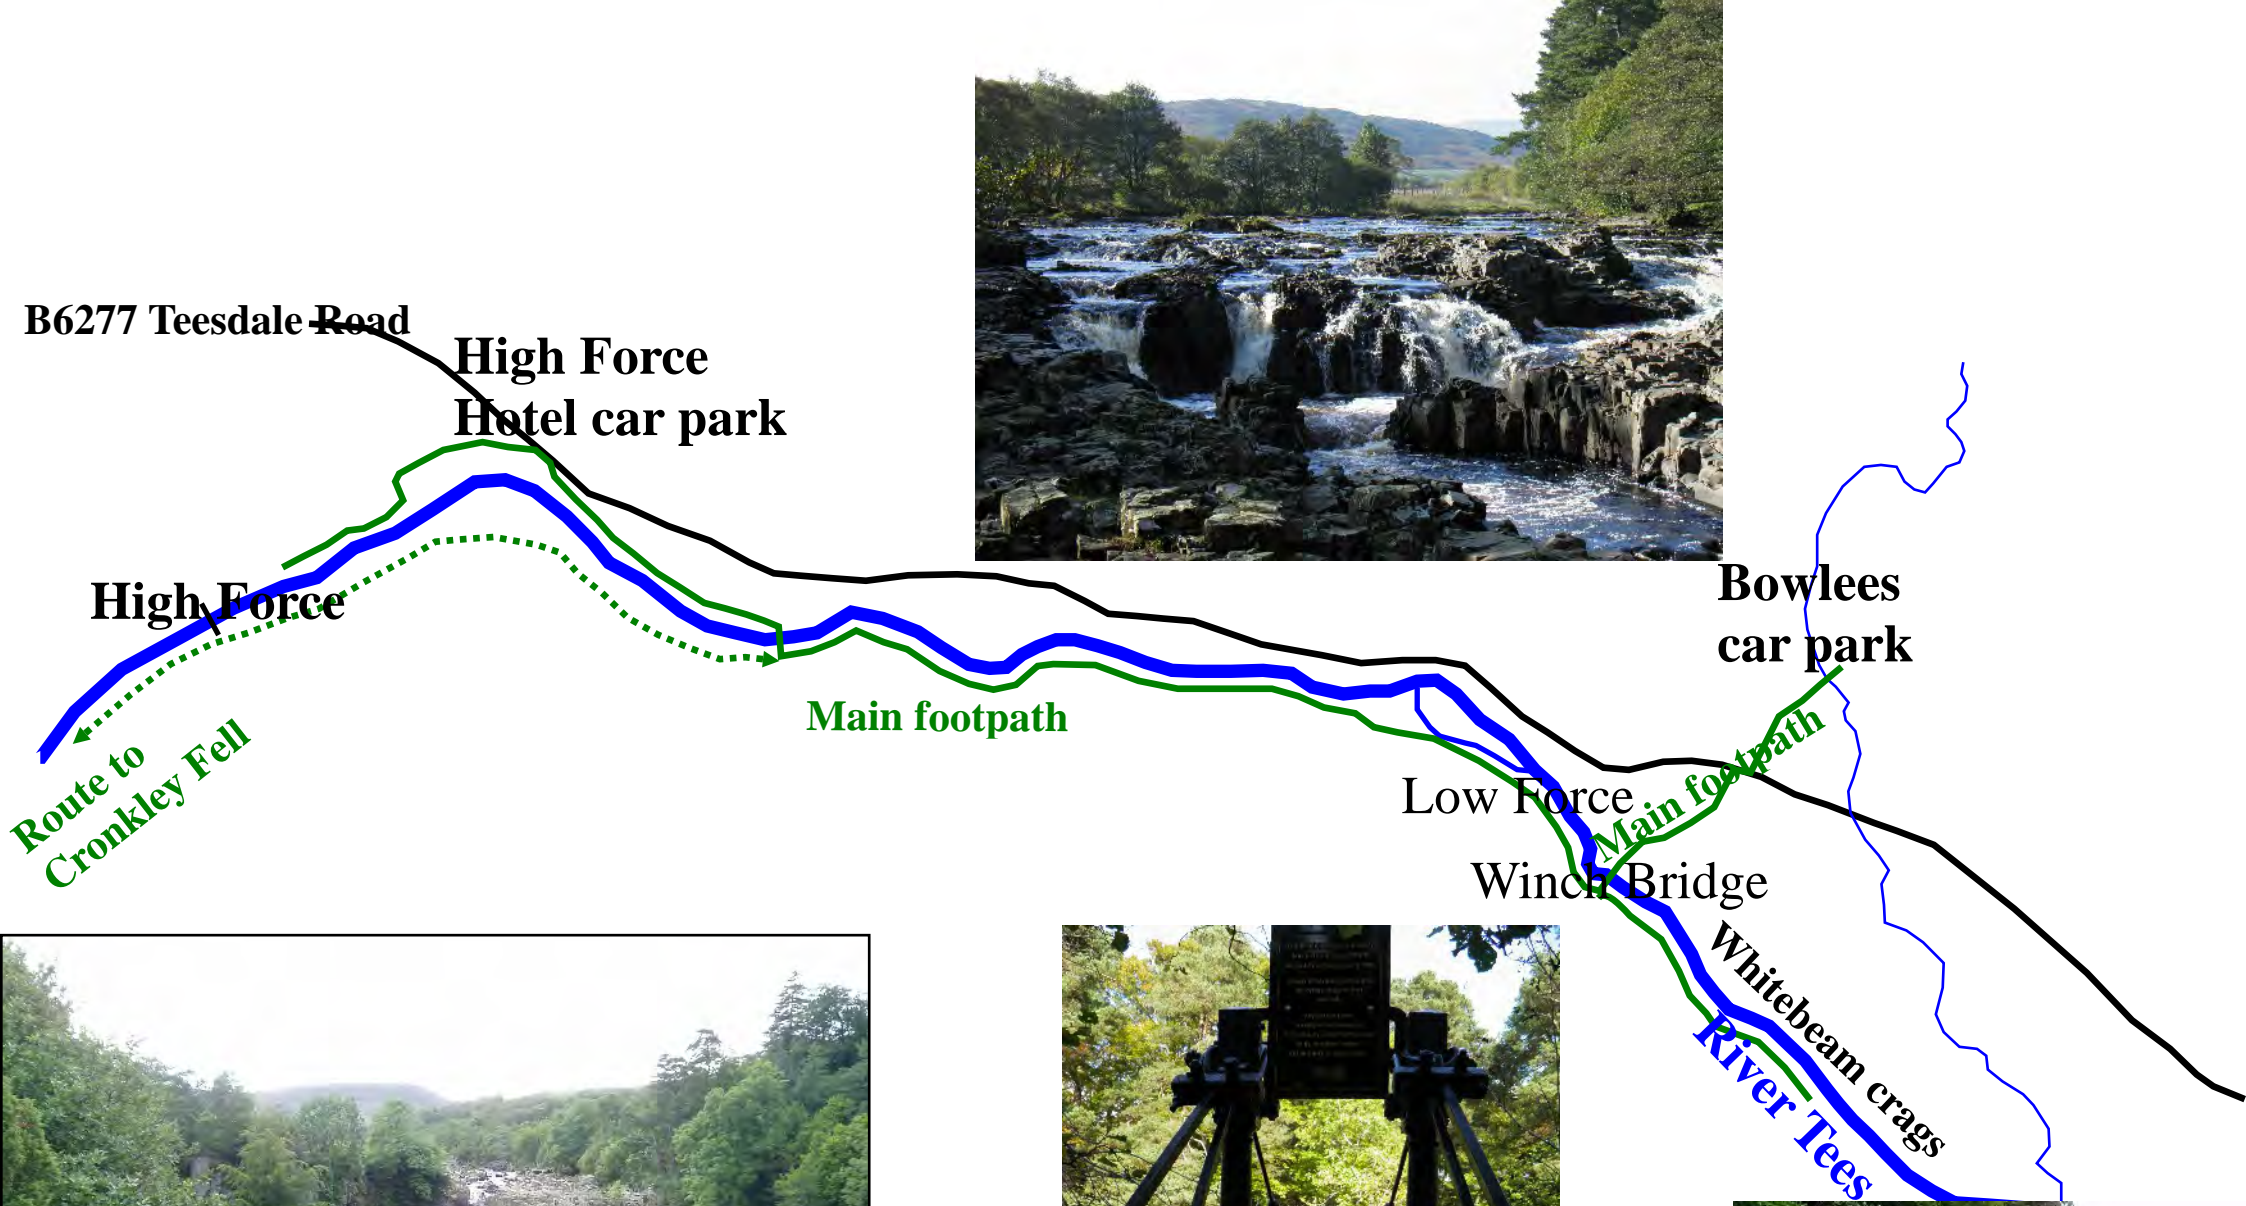 B6277 Teesdale Road
High Force
Hotel car park
High Force
Bowlees
car park
Main footpath
Main footpath
Route to
Cronkley Fell
Low Force
Winch Bridge
Whitebeam crags
River Tees